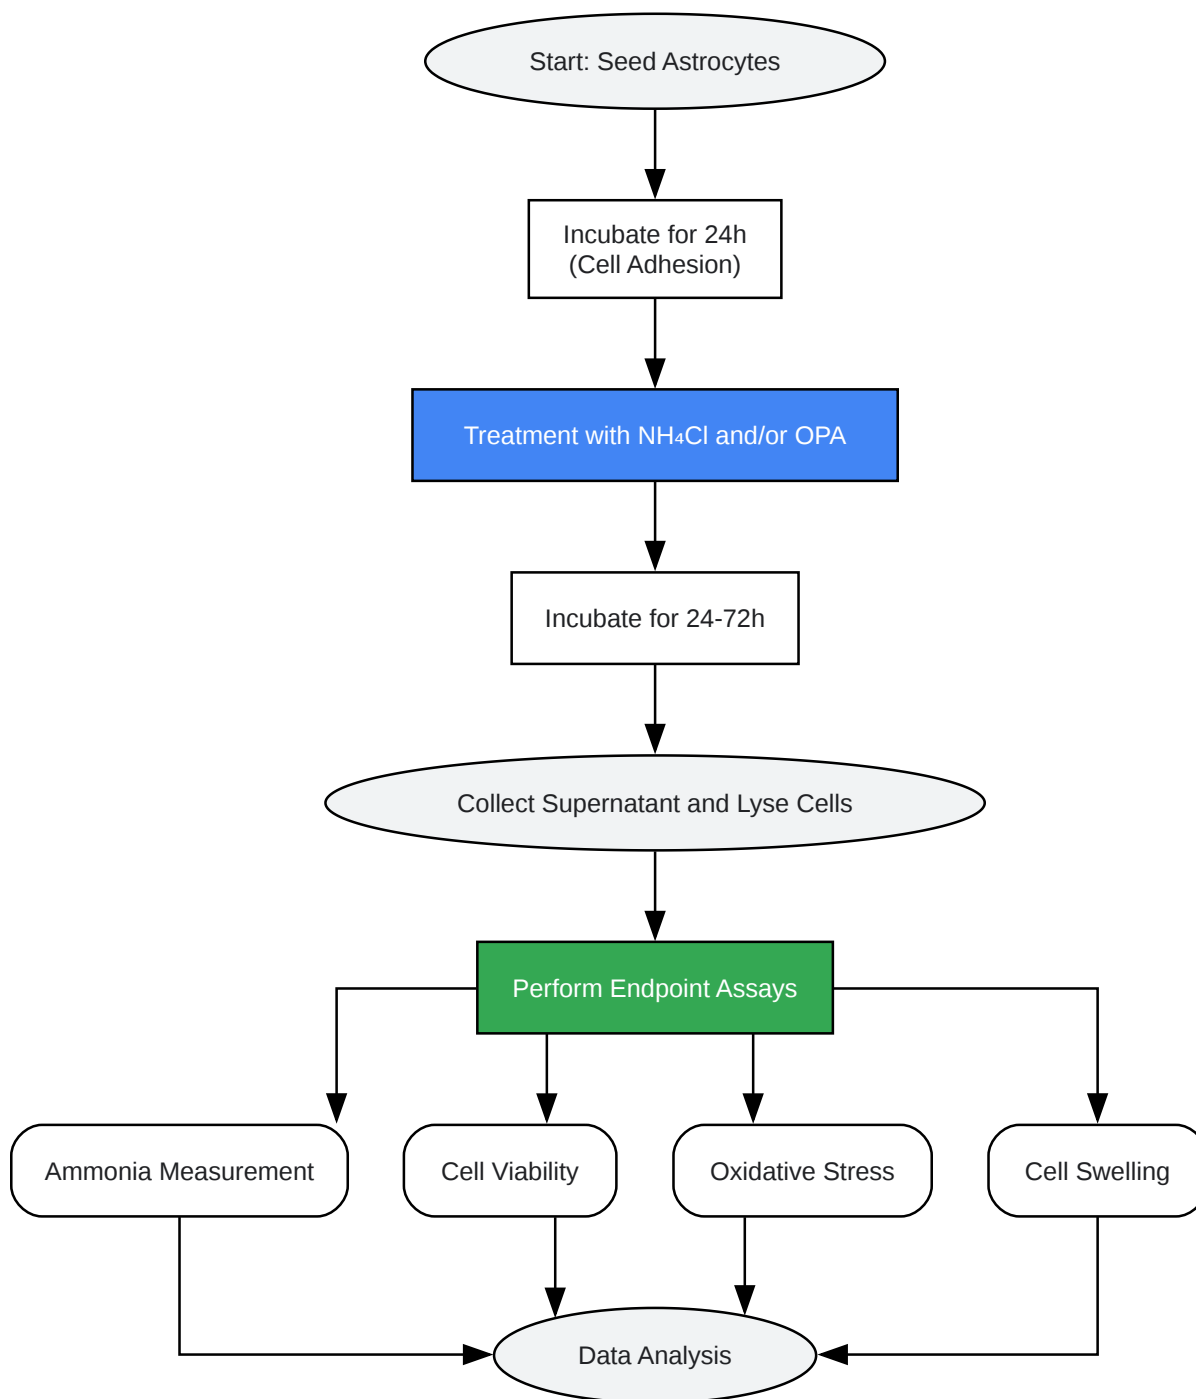 Start: Seed Astrocytes
Incubate for 24h
(Cell Adhesion)
Treatment with NH₄Cl and/or OPA
Incubate for 24-72h
Collect Supernatant and Lyse Cells
Perform Endpoint Assays
Ammonia Measurement
Cell Viability
Oxidative Stress
Cell Swelling
Data Analysis